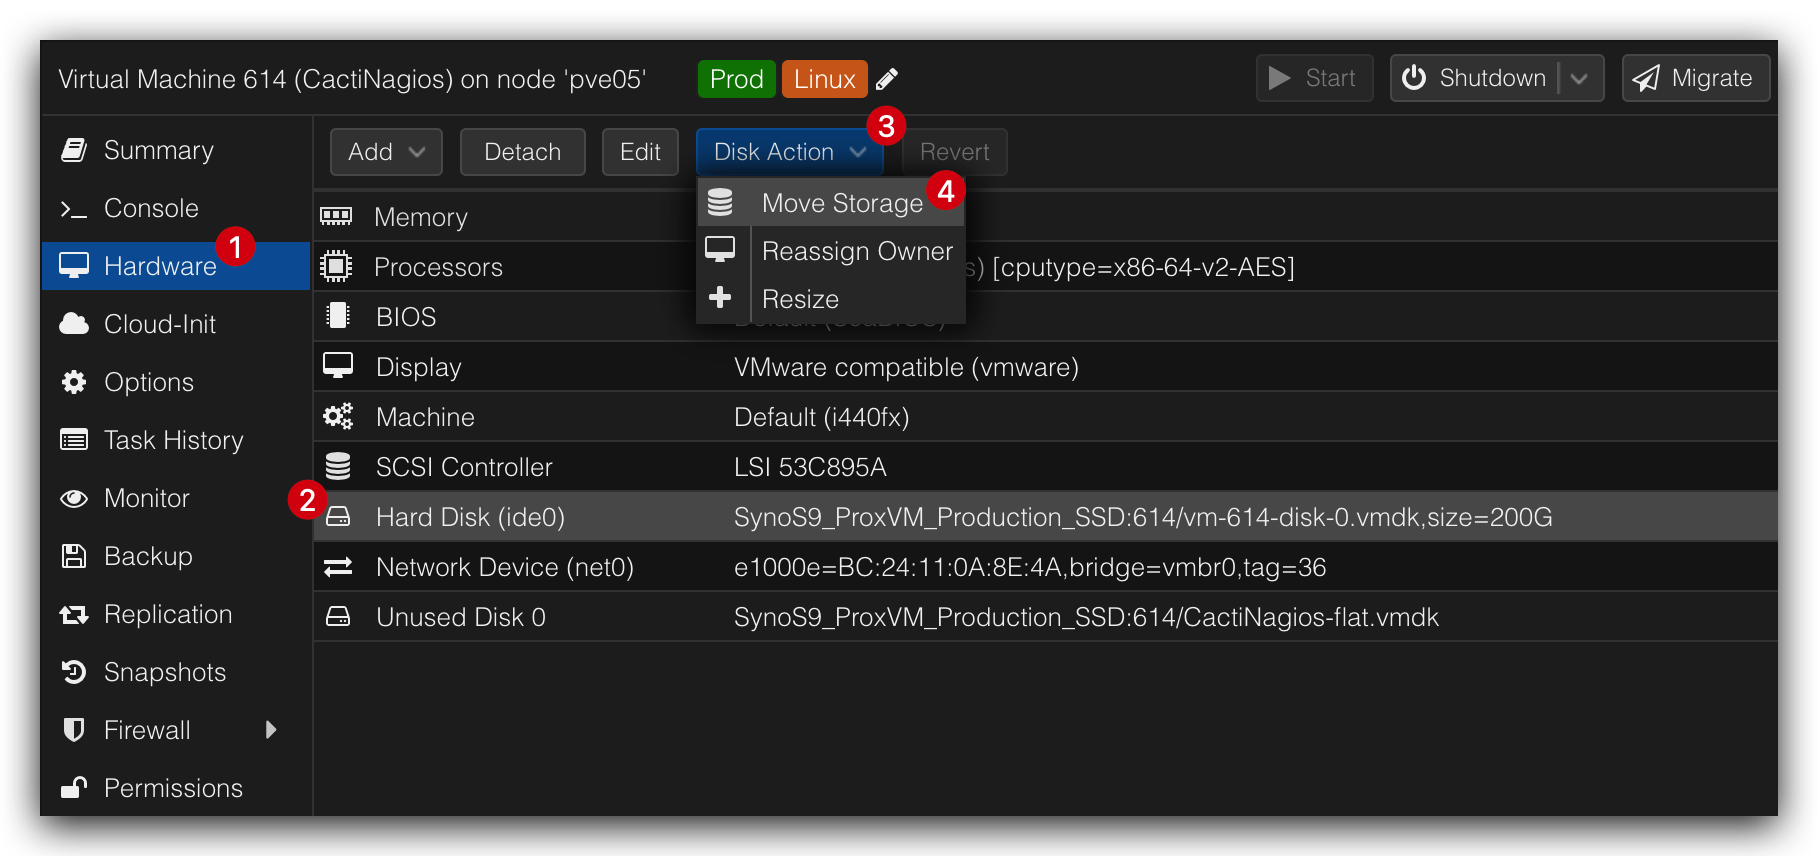 Virtual Machine 614 (CactiNagios) on node 'pve05' Prod Linux Start Shutdown Migrate
Summary
Console
Hardware 1
Cloud-Init
Options
Task History
Monitor
Backup
Replication
Snapshots
Firewall
Permissions
Add Detach Edit Disk Action 3 Revert
Move Storage 4
Reassign Owner
Resize
Memory
Processors s) [cputype=x86-64-v2-AES]
BIOS
Display VMware compatible (vmware)
Machine Default (i440fx)
SCSI Controller LSI 53C895A
2 Hard Disk (ide0) SynoS9_ProxVM_Production_SSD:614/vm-614-disk-0.vmdk,size=200G
Network Device (net0) e1000e=BC:24:11:0A:8E:4A,bridge=vmbr0,tag=36
Unused Disk 0 SynoS9_ProxVM_Production_SSD:614/CactiNagios-flat.vmdk